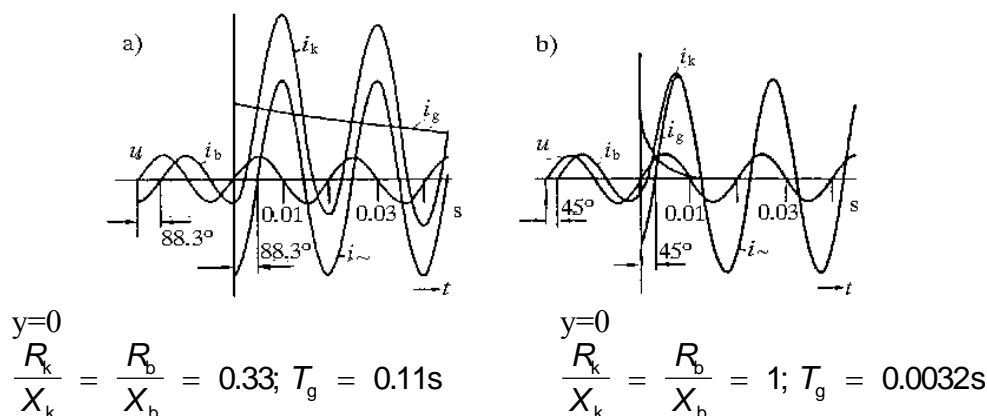 a)
i_k
i_g
u
i_b
0.01
0.03
s
88.3°
88.3°
i~
t
y=0
R_k/X_k = R_b/X_b = 0.33; T_g = 0.11s
b)
i_k
i_g
u
i_b
0.01
0.03
s
45°
45°
i~
t
y=0
R_k/X_k = R_b/X_b = 1; T_g = 0.0032s